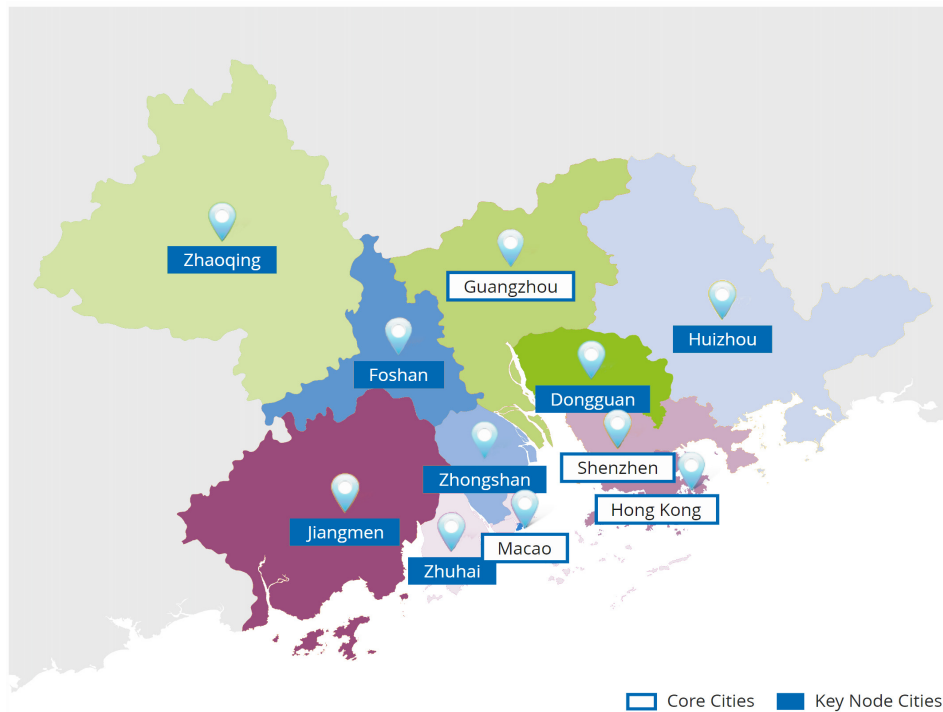 Zhaoqing
Guangzhou
Huizhou
Foshan
Dongguan
Shenzhen
Zhongshan
Hong Kong
Jiangmen
Macao
Zhuhai
Core Cities
Key Node Cities